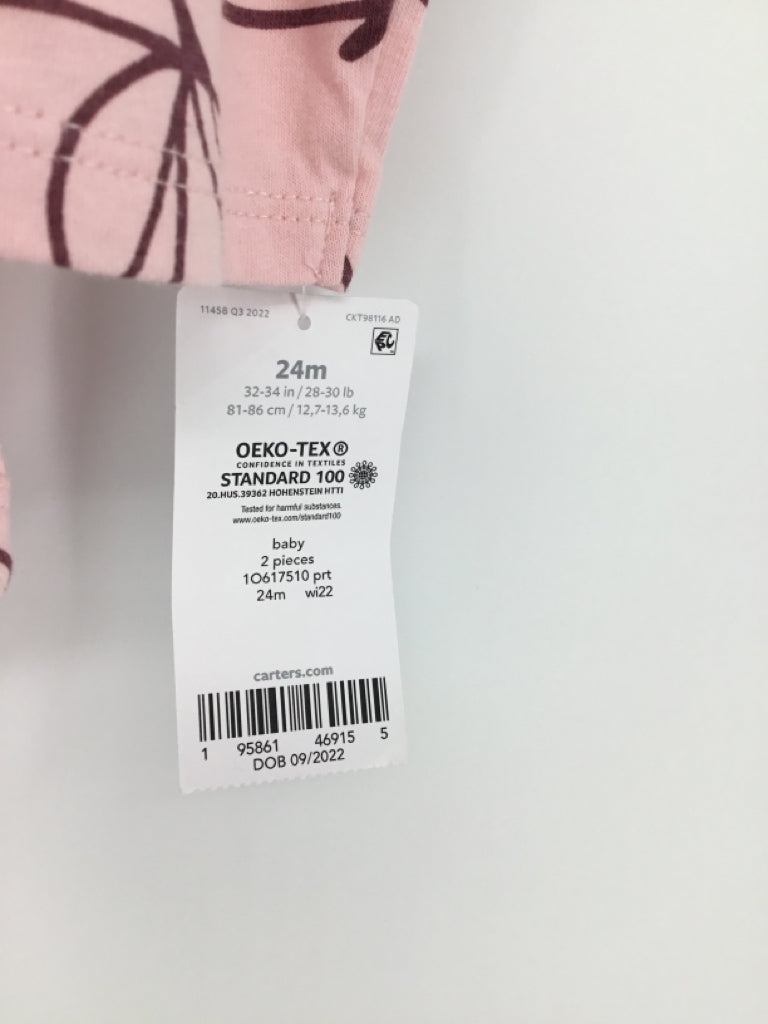 11458 Q3 2022
CKT98116 AD
24m
32-34 in / 28-30 lb
81-86 cm / 12,7-13,6 kg
OEKO-TEX®
CONFIDENCE IN TEXTILES
STANDARD 100
20.HUS.39362 HOHENSTEIN HTTI
Tested for harmful substances.
www.oeko-tex.com/standard100
baby
2 pieces
1O617510 prt
24m wi22
carters.com
1 95861 46915 5
DOB 09/2022